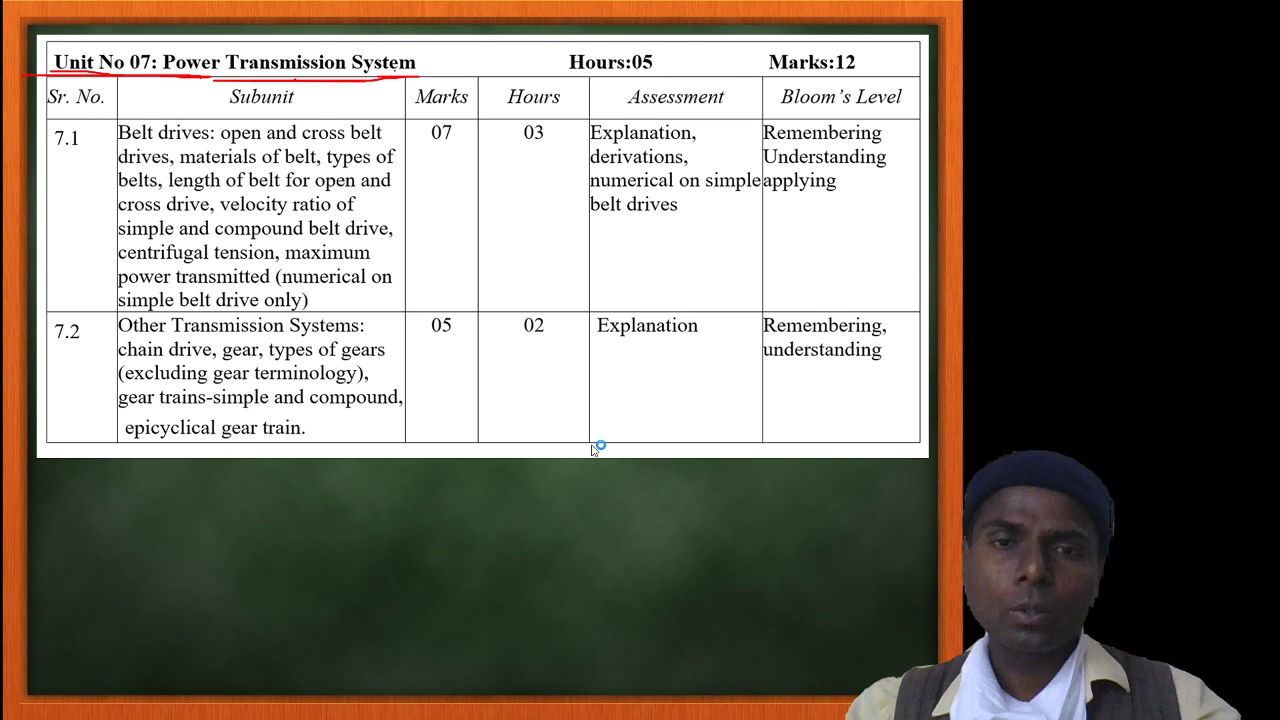 Unit No 07: Power Transmission System Hours:05 Marks:12
Sr. No. Subunit Marks Hours Assessment Bloom's Level
7.1
Belt drives: open and cross belt
drives, materials of belt, types of
belts, length of belt for open and
cross drive, velocity ratio of
simple and compound belt drive,
centrifugal tension, maximum
power transmitted (numerical on
simple belt drive only)
07
03
Explanation,
derivations,
numerical on simple
belt drives
Remembering
Understanding
applying
7.2
Other Transmission Systems:
chain drive, gear, types of gears
(excluding gear terminology),
gear trains-simple and compound,
epicyclical gear train.
05
02
Explanation
Remembering,
understanding